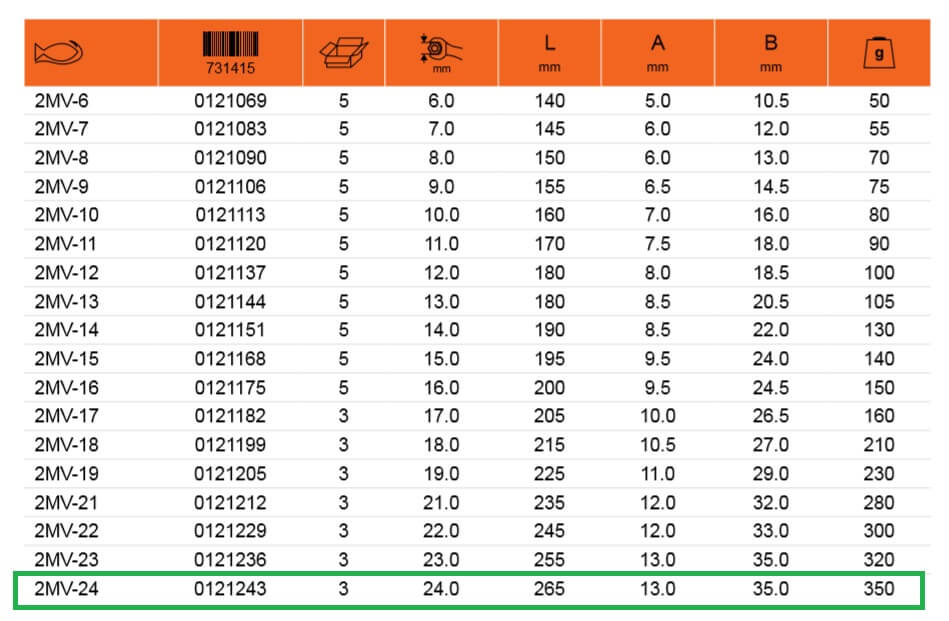 731415 mm L mm A mm B mm g
2MV-6 0121069 5 6.0 140 5.0 10.5 50
2MV-7 0121083 5 7.0 145 6.0 12.0 55
2MV-8 0121090 5 8.0 150 6.0 13.0 70
2MV-9 0121106 5 9.0 155 6.5 14.5 75
2MV-10 0121113 5 10.0 160 7.0 16.0 80
2MV-11 0121120 5 11.0 170 7.5 18.0 90
2MV-12 0121137 5 12.0 180 8.0 18.5 100
2MV-13 0121144 5 13.0 180 8.5 20.5 105
2MV-14 0121151 5 14.0 190 8.5 22.0 130
2MV-15 0121168 5 15.0 195 9.5 24.0 140
2MV-16 0121175 5 16.0 200 9.5 24.5 150
2MV-17 0121182 3 17.0 205 10.0 26.5 160
2MV-18 0121199 3 18.0 215 10.5 27.0 210
2MV-19 0121205 3 19.0 225 11.0 29.0 230
2MV-21 0121212 3 21.0 235 12.0 32.0 280
2MV-22 0121229 3 22.0 245 12.0 33.0 300
2MV-23 0121236 3 23.0 255 13.0 35.0 320
2MV-24 0121243 3 24.0 265 13.0 35.0 350